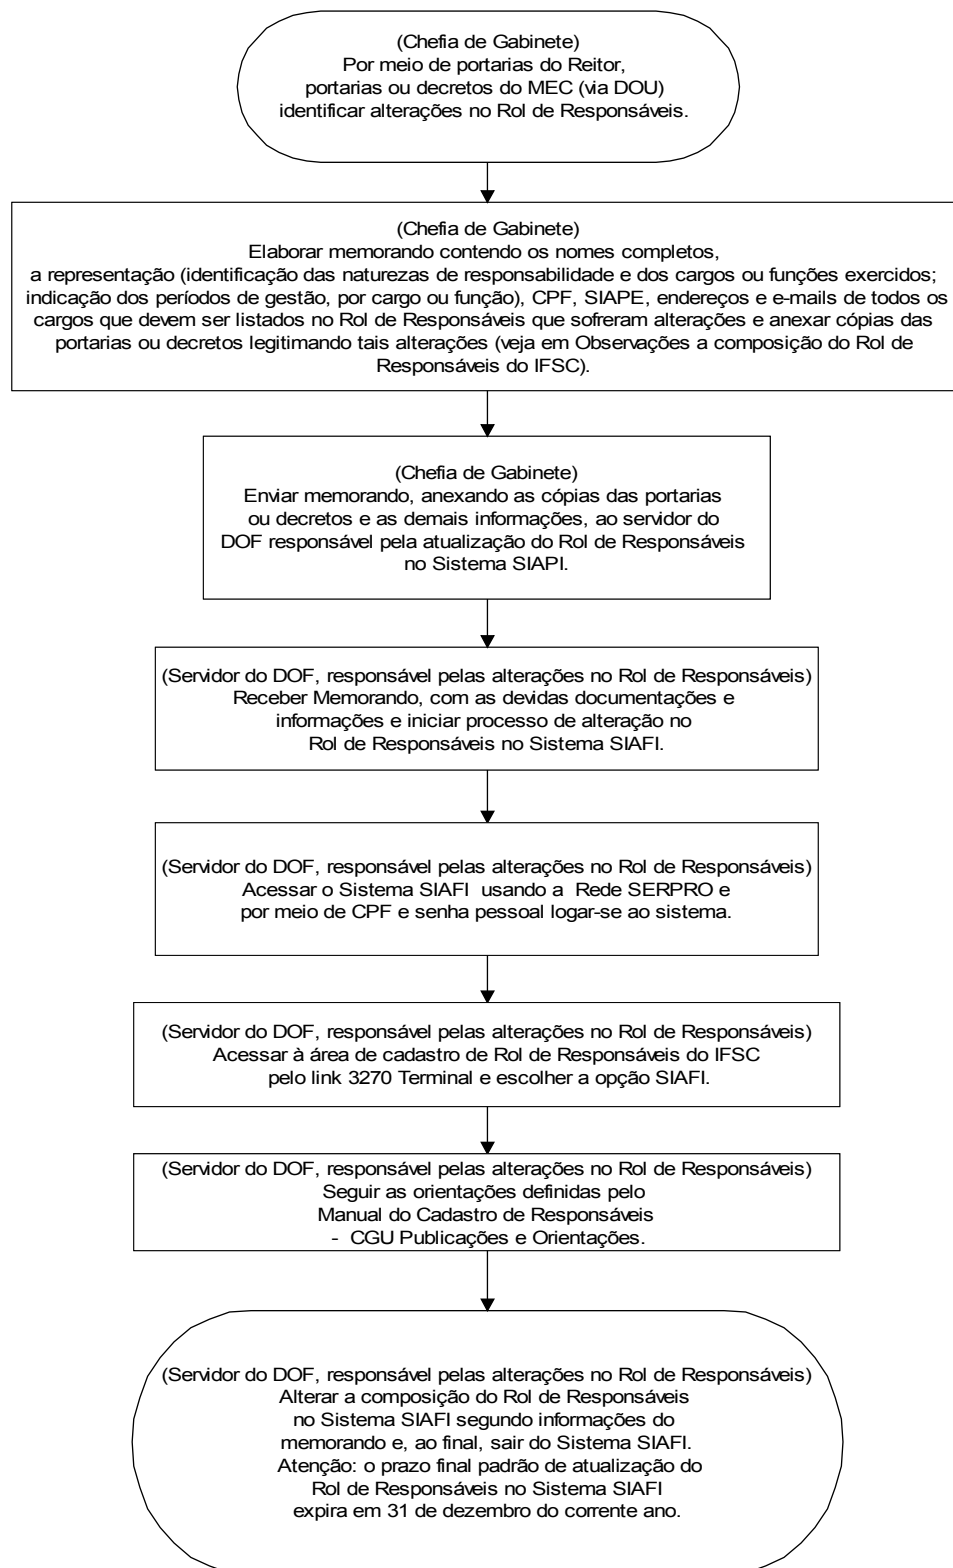 (Chefia de Gabinete)
Por meio de portarias do Reitor,
portarias ou decretos do MEC (via DOU)
identificar alterações no Rol de Responsáveis.
(Chefia de Gabinete)
Elaborar memorando contendo os nomes completos,
a representação (identificação das naturezas de responsabilidade e dos cargos ou funções exercidos;
indicação dos períodos de gestão, por cargo ou função), CPF, SIAPE, endereços e e-mails de todos os
cargos que devem ser listados no Rol de Responsáveis que sofreram alterações e anexar cópias das
portarias ou decretos legitimando tais alterações (veja em Observações a composição do Rol de
Responsáveis do IFSC).
(Chefia de Gabinete)
Enviar memorando, anexando as cópias das portarias
ou decretos e as demais informações, ao servidor do
DOF responsável pela atualização do Rol de Responsáveis
no Sistema SIAPI.
(Servidor do DOF, responsável pelas alterações no Rol de Responsáveis)
Receber Memorando, com as devidas documentações e
informações e iniciar processo de alteração no
Rol de Responsáveis no Sistema SIAFI.
(Servidor do DOF, responsável pelas alterações no Rol de Responsáveis)
Acessar o Sistema SIAFI usando a Rede SERPRO e
por meio de CPF e senha pessoal logar-se ao sistema.
(Servidor do DOF, responsável pelas alterações no Rol de Responsáveis)
Acessar à área de cadastro de Rol de Responsáveis do IFSC
pelo link 3270 Terminal e escolher a opção SIAFI.
(Servidor do DOF, responsável pelas alterações no Rol de Responsáveis)
Seguir as orientações definidas pelo
Manual do Cadastro de Responsáveis
- CGU Publicações e Orientações.
(Servidor do DOF, responsável pelas alterações no Rol de Responsáveis)
Alterar a composição do Rol de Responsáveis
no Sistema SIAFI segundo informações do
memorando e, ao final, sair do Sistema SIAFI.
Atenção: o prazo final padrão de atualização do
Rol de Responsáveis no Sistema SIAFI
expira em 31 de dezembro do corrente ano.